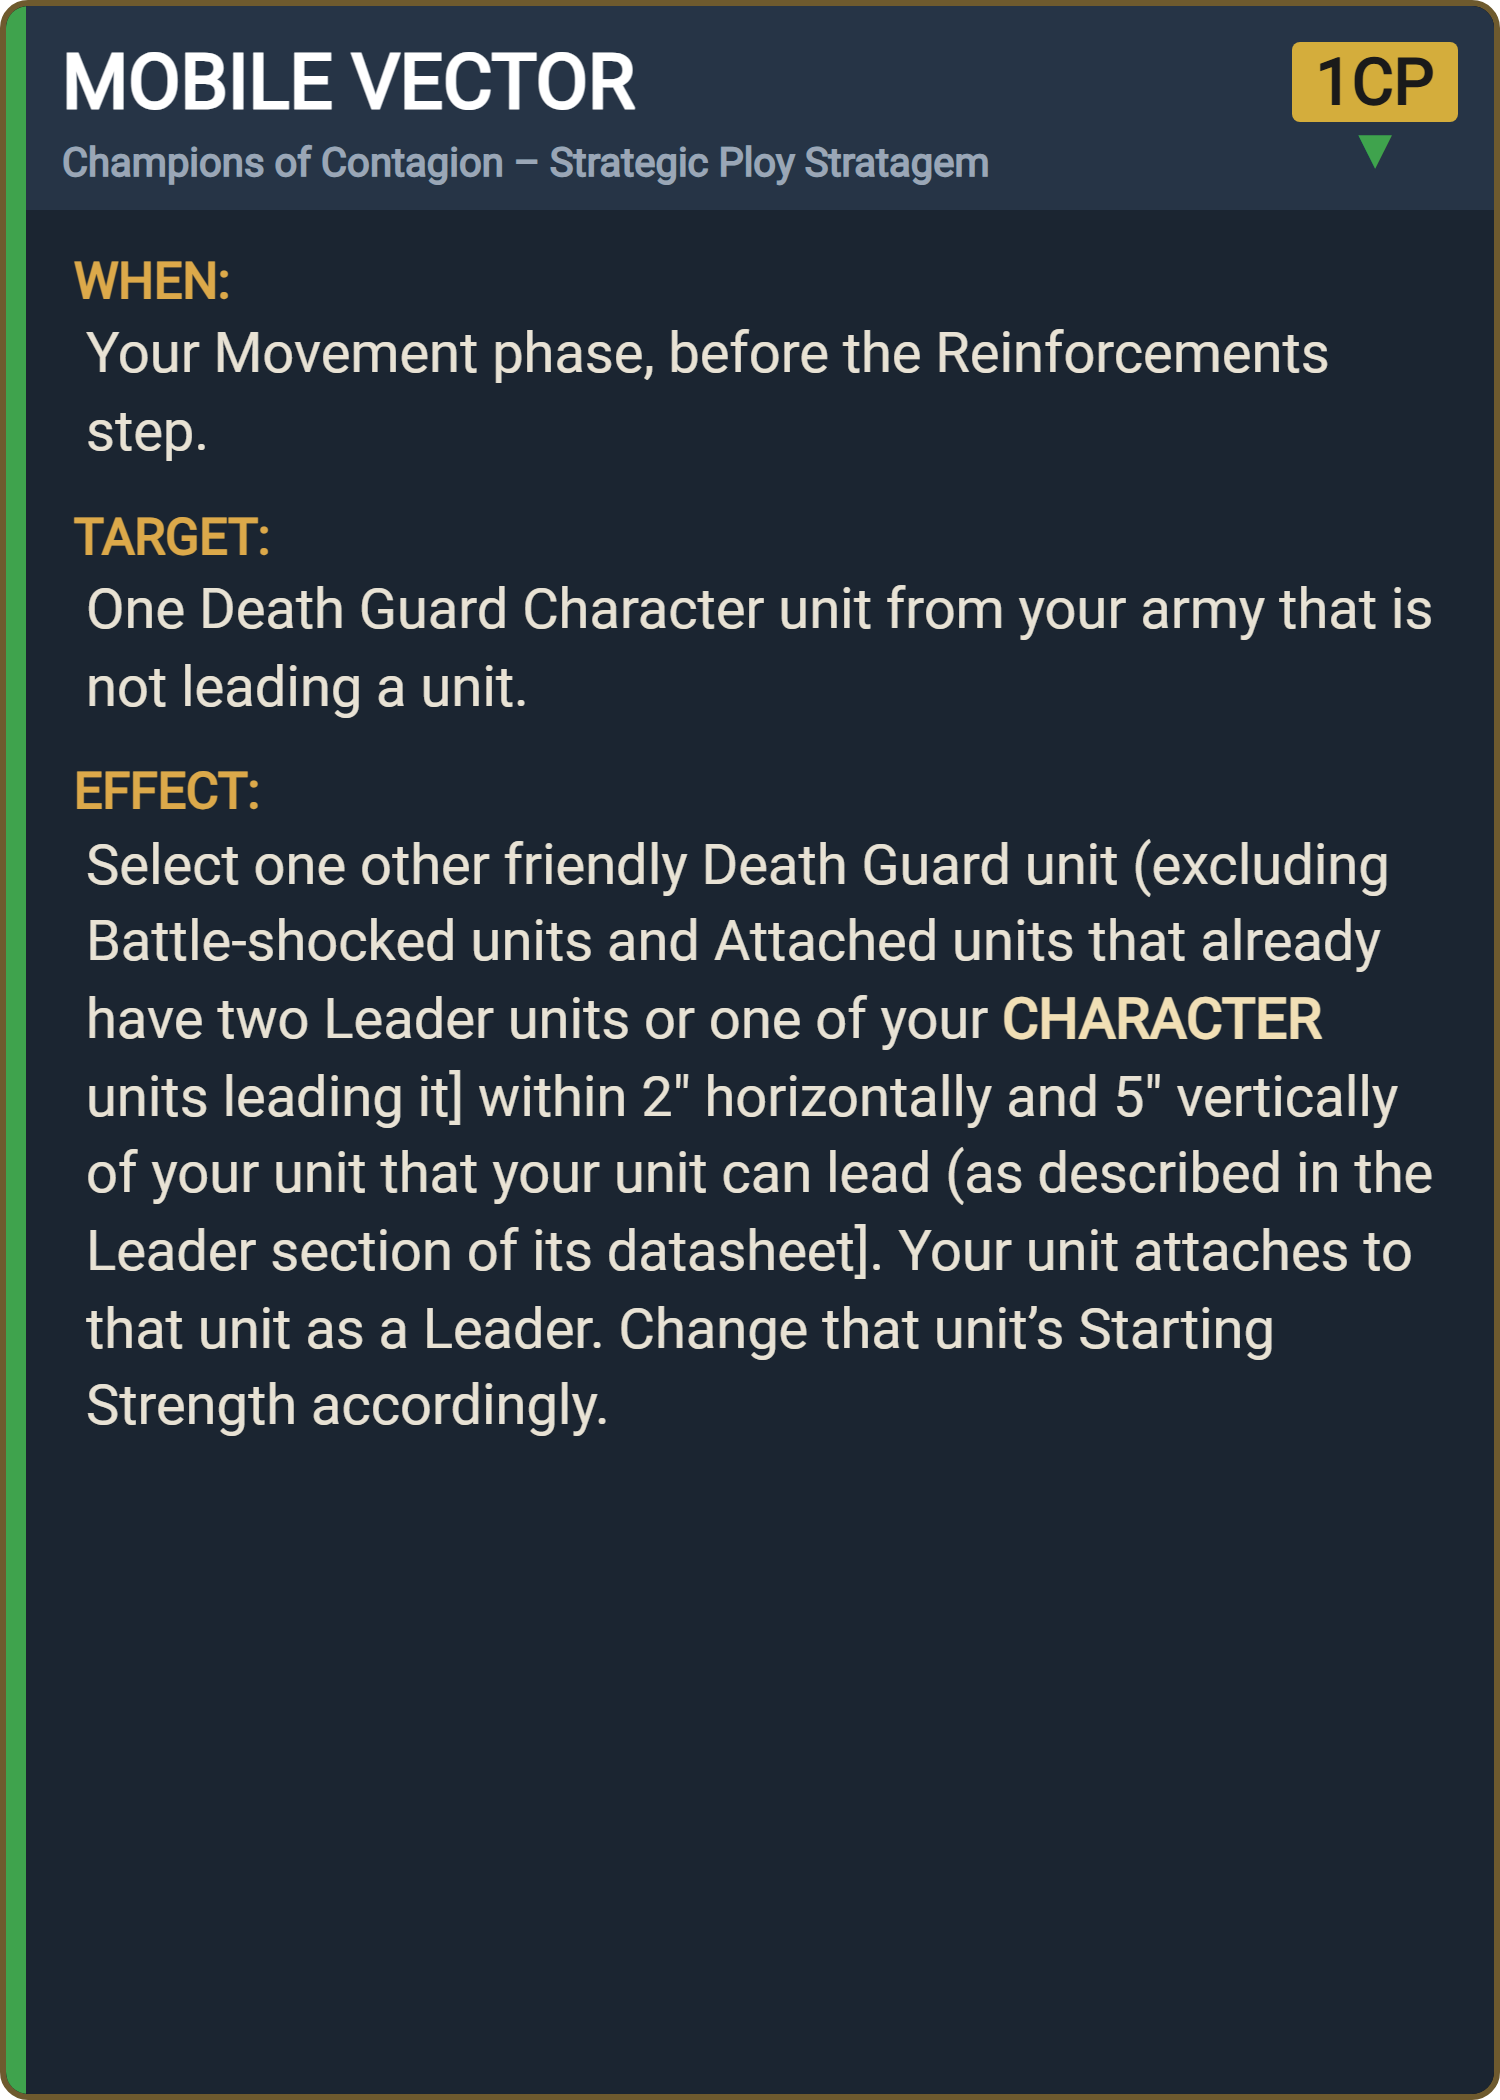 MOBILE VECTOR
1CP
Champions of Contagion – Strategic Ploy Stratagem
WHEN:
Your Movement phase, before the Reinforcements
step.
TARGET:
One Death Guard Character unit from your army that is
not leading a unit.
EFFECT:
Select one other friendly Death Guard unit (excluding
Battle-shocked units and Attached units that already
have two Leader units or one of your CHARACTER
units leading it] within 2" horizontally and 5" vertically
of your unit that your unit can lead (as described in the
Leader section of its datasheet]. Your unit attaches to
that unit as a Leader. Change that unit’s Starting
Strength accordingly.